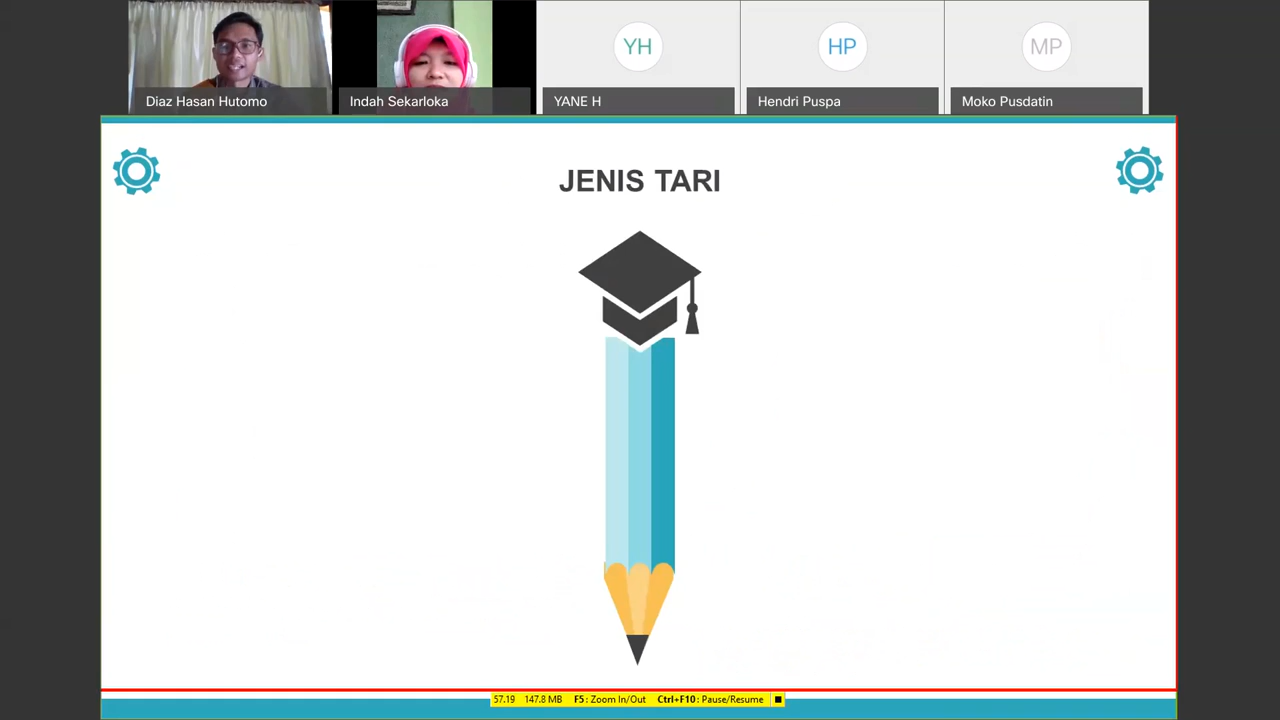 YH
HP
MP
Diaz Hasan Hutomo
Indah Sekarloka
YANE H
Hendri Puspa
Moko Pusdatin
JENIS TARI
57.19 147.8 MB F5: Zoom In/Out Ctrl+F10: Pause/Resume